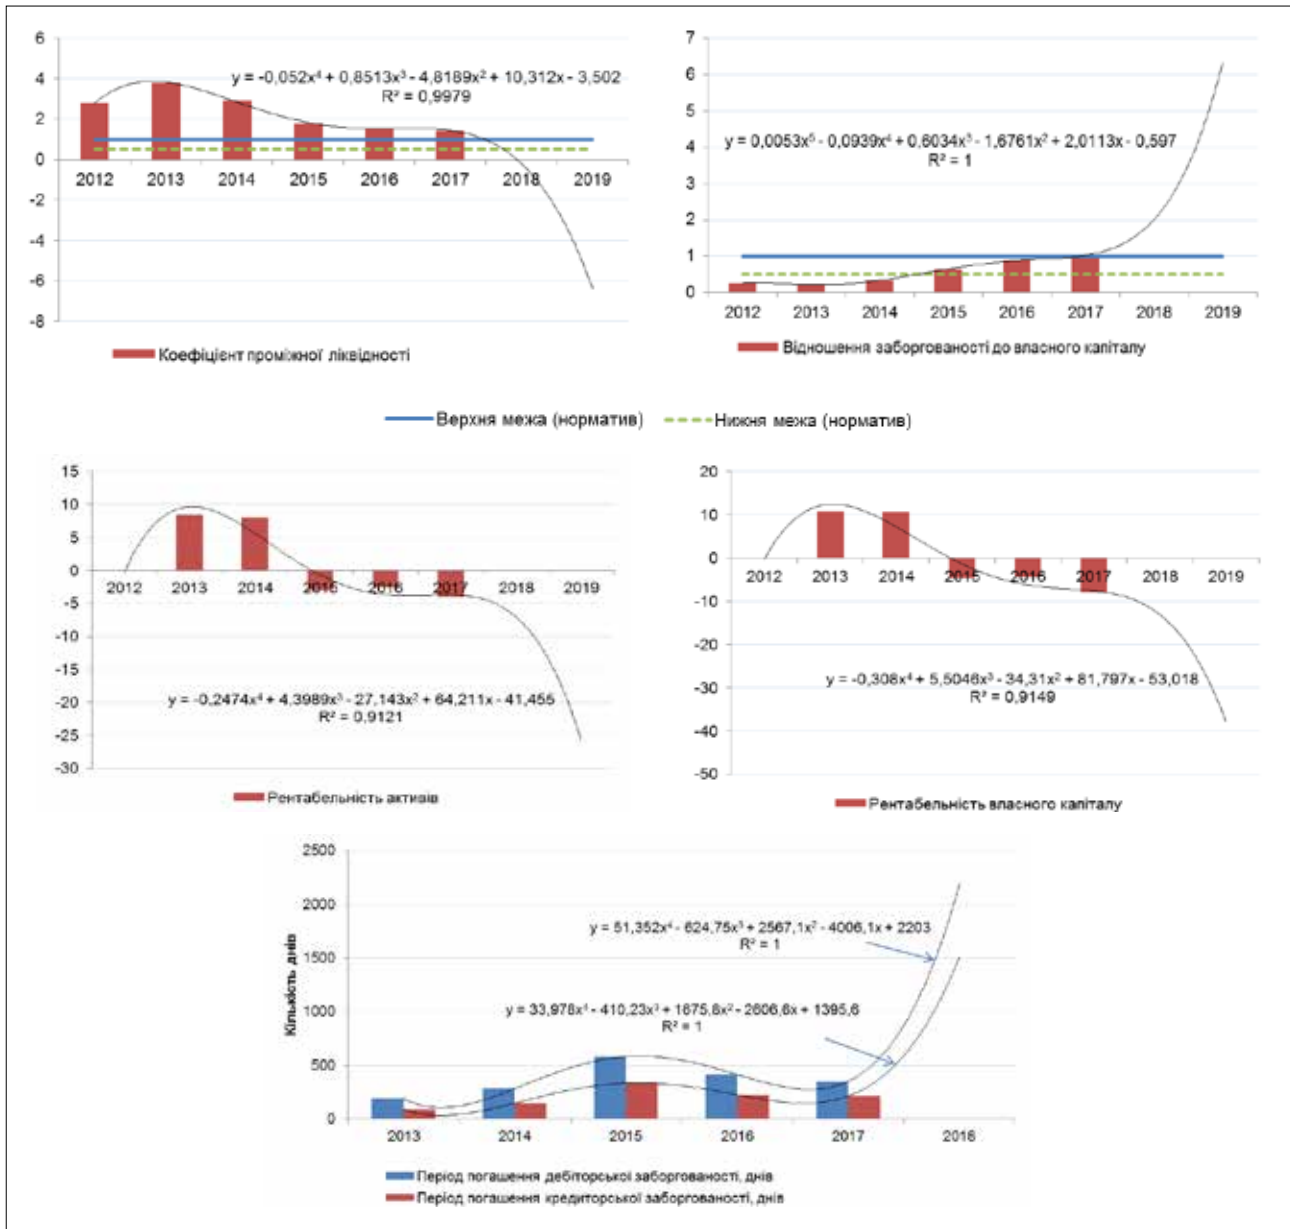 6
4
2
0
-2
-4
-6
-8
2012 2013 2014 2015 2016 2017 2018 2019
y = -0,052x⁴ + 0,8513x³ - 4,8189x² + 10,312x - 3,502
R² = 0,9979
Коефіцієнт проміжної ліквідності
7
6
5
4
3
2
1
0
2012 2013 2014 2015 2016 2017 2018 2019
y = 0,0053x⁵ - 0,0939x⁴ + 0,6034x³ - 1,6761x² + 2,0113x - 0,597
R² = 1
Відношення заборгованості до власного капіталу
Верхня межа (норматив) Нижня межа (норматив)
15
10
5
0
-5
-10
-15
-20
-25
-30
2012 2013 2014 2015 2016 2017 2018 2019
y = -0,2474x⁴ + 4,3989x³ - 27,143x² + 64,211x - 41,455
R² = 0,9121
Рентабельність активів
20
10
0
-10
-20
-30
-40
-50
2012 2013 2014 2015 2016 2017 2018 2019
y = -0,308x⁴ + 5,5046x³ - 34,31x² + 81,797x - 53,018
R² = 0,9149
Рентабельність власного капіталу
Кількість днів
2500
2000
1500
1000
500
0
2013 2014 2015 2016 2017 2018
y = 51,352x⁴ - 624,75x³ + 2567,1x² - 4006,1x + 2203
R² = 1
y = 33,978x⁴ - 410,23x³ + 1675,8x² - 2606,6x + 1395,6
R² = 1
Період погашення дебіторської заборгованості, днів
Період погашення кредиторської заборгованості, днів